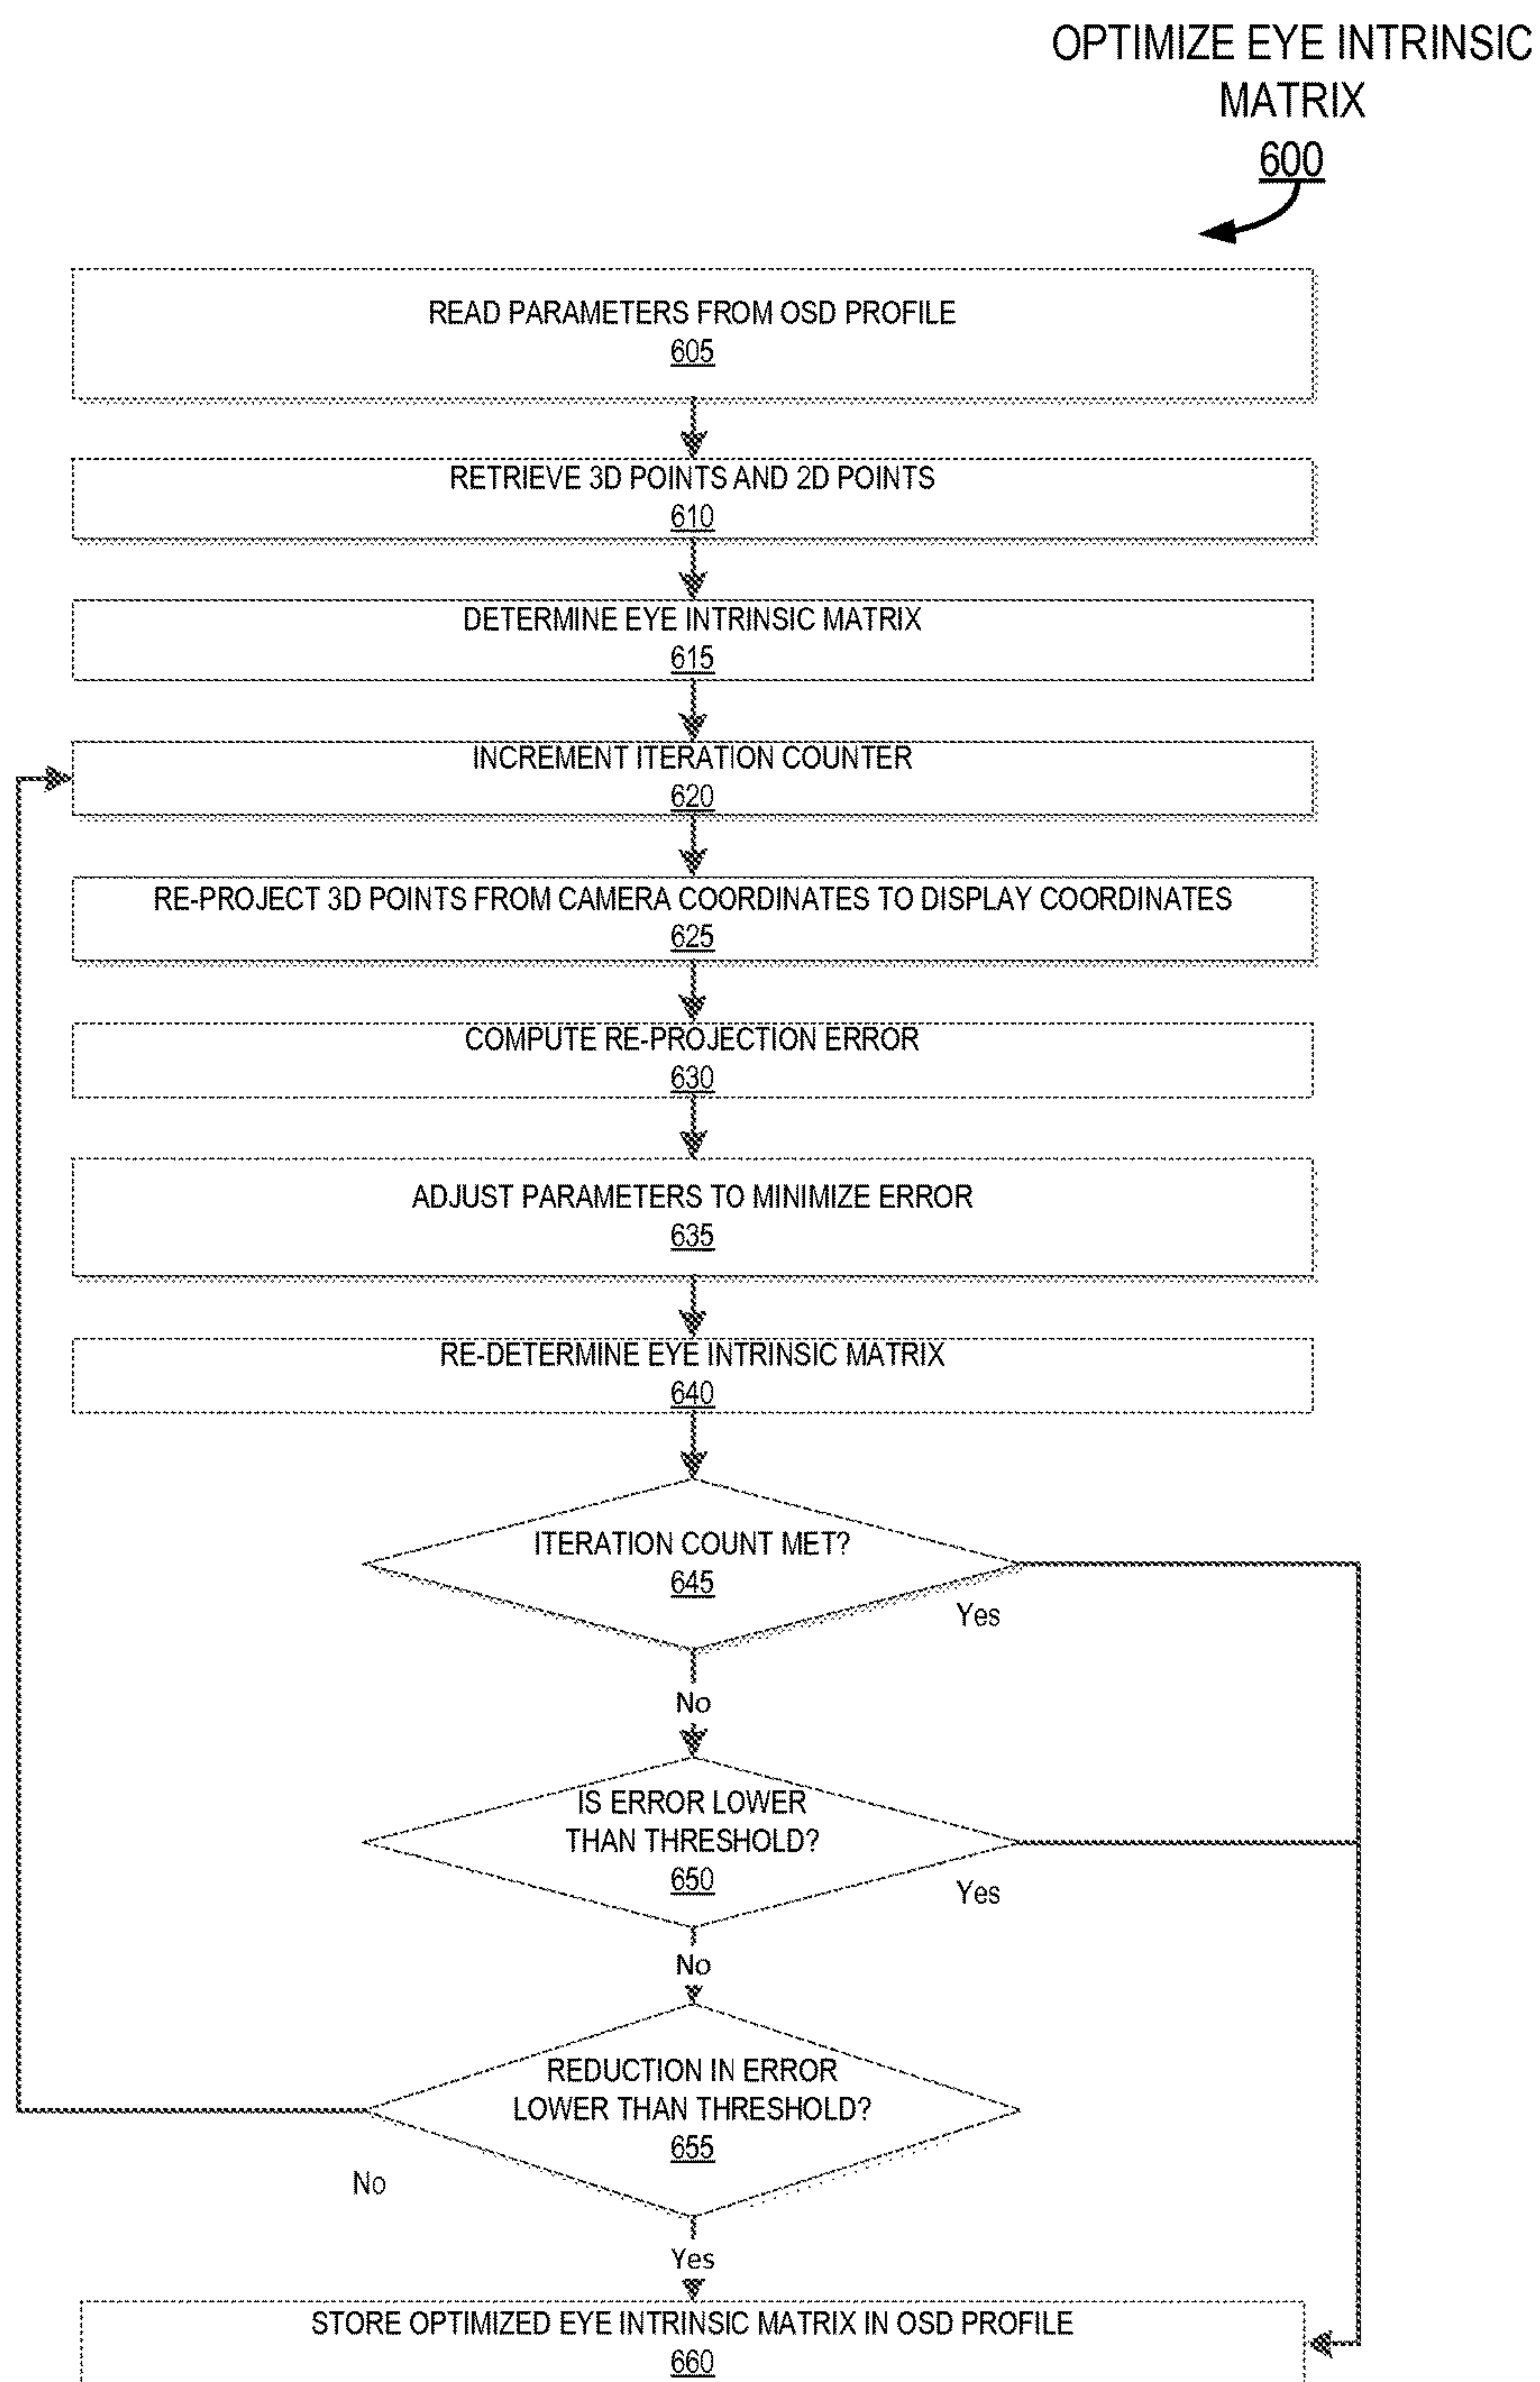 OPTIMIZE EYE INTRINSIC
MATRIX
600
READ PARAMETERS FROM OSD PROFILE
605
RETRIEVE 3D POINTS AND 2D POINTS
610
DETERMINE EYE INTRINSIC MATRIX
615
INCREMENT ITERATION COUNTER
620
RE-PROJECT 3D POINTS FROM CAMERA COORDINATES TO DISPLAY COORDINATES
625
COMPUTE RE-PROJECTION ERROR
630
ADJUST PARAMETERS TO MINIMIZE ERROR
635
RE-DETERMINE EYE INTRINSIC MATRIX
640
ITERATION COUNT MET?
645
Yes
No
IS ERROR LOWER
THAN THRESHOLD?
650
Yes
No
REDUCTION IN ERROR
LOWER THAN THRESHOLD?
655
No
Yes
STORE OPTIMIZED EYE INTRINSIC MATRIX IN OSD PROFILE
660